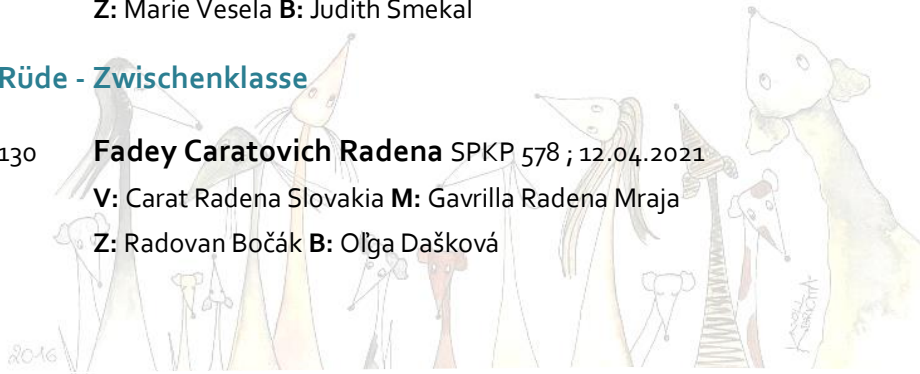 Z: Marie Vesela B: Judith Smekal
Rüde - Zwischenklasse
130 Fadey Caratovich Radena SPKP 578 ; 12.04.2021
V: Carat Radena Slovakia M: Gavrilla Radena Mraja
Z: Radovan Bočák B: Oľga Dašková
2016